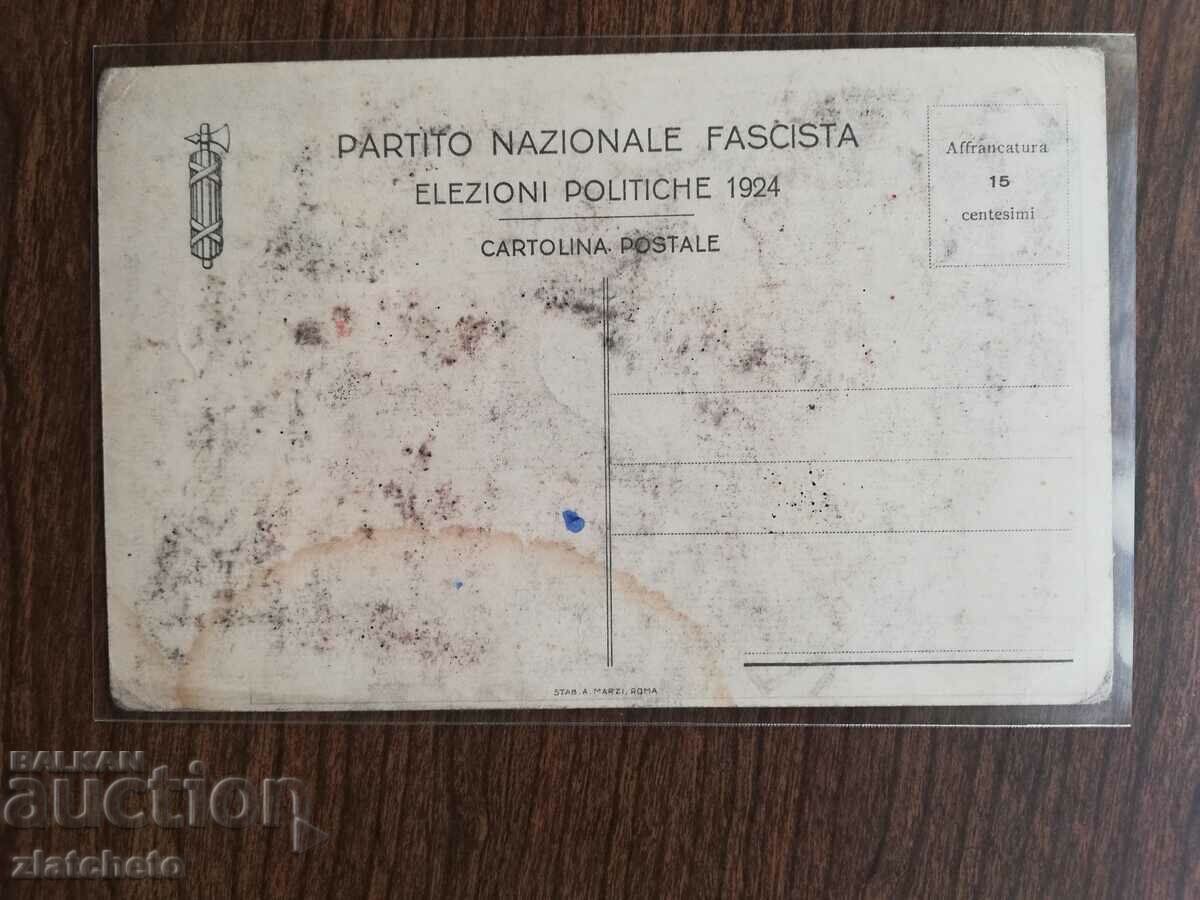 PARTITO NAZIONALE FASCISTA
ELEZIONI POLITICHE 1924
CARTOLINA POSTALE
Affrancatura
15
centesimi
STAB. A. MARZI, ROMA
BALKAN
auction
zlatcheto